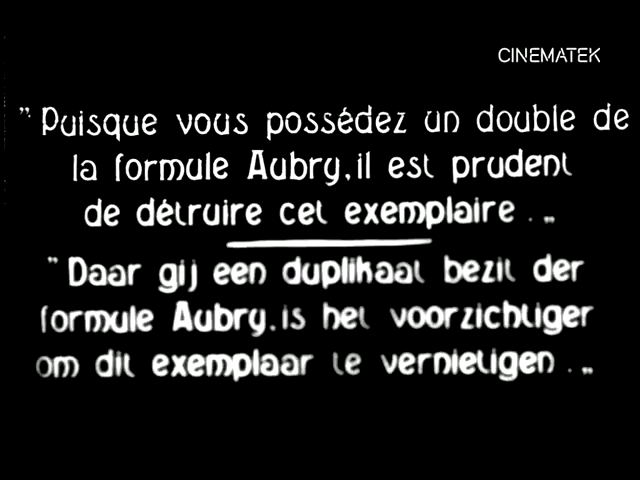 CINEMATEK
"Puisque vous possédez un double de
la formule Aubry, il est prudent
de détruire cet exemplaire . „
"Daar gij een duplikaat bezit der
formule Aubry, is het voorzichtiger
om dit exemplaar te vernietigen . „